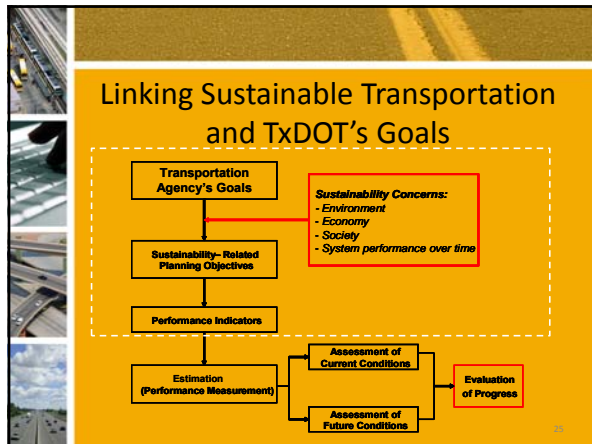 Linking Sustainable Transportation
and TxDOT's Goals
Transportation
Agency's Goals
Sustainability Concerns:
- Environment
- Economy
- Society
- System performance over time
Sustainability– Related
Planning Objectives
Performance Indicators
Estimation
(Performance Measurement)
Assessment of
Current Conditions
Assessment of
Future Conditions
Evaluation
of Progress
25